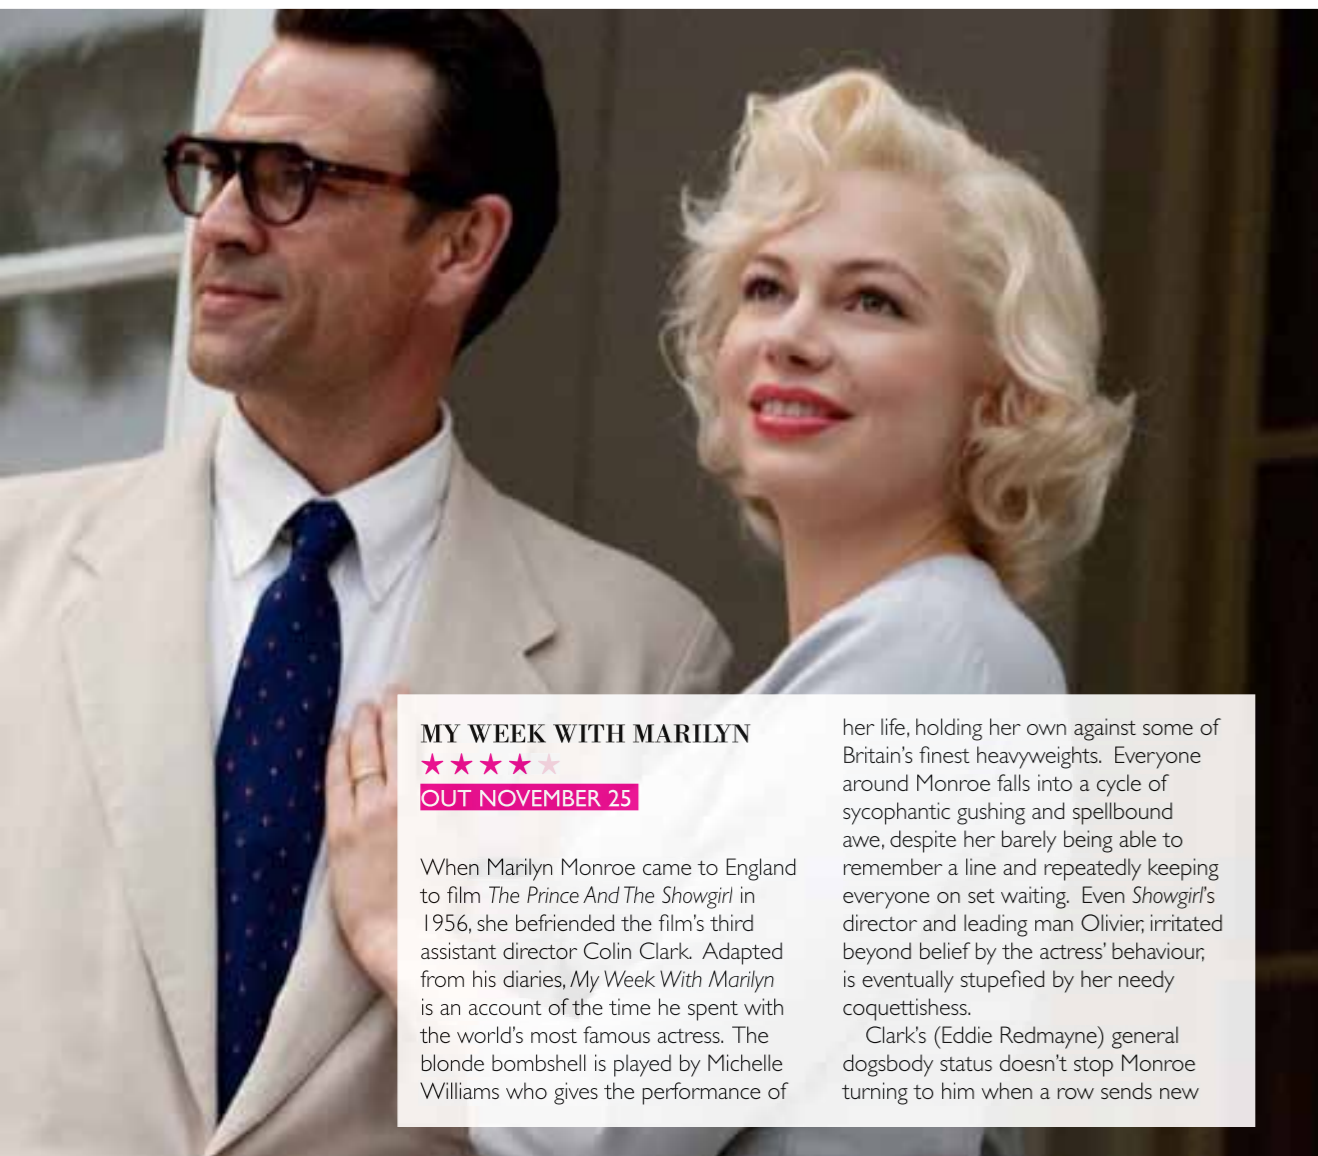 MY WEEK WITH MARILYN
OUT NOVEMBER 25
When Marilyn Monroe came to England
to film The Prince And The Showgirl in
1956, she befriended the film's third
assistant director Colin Clark. Adapted
from his diaries, My Week With Marilyn
is an account of the time he spent with
the world's most famous actress. The
blonde bombshell is played by Michelle
Williams who gives the performance of
her life, holding her own against some of
Britain's finest heavyweights. Everyone
around Monroe falls into a cycle of
sycophantic gushing and spellbound
awe, despite her barely being able to
remember a line and repeatedly keeping
everyone on set waiting. Even Showgirl's
director and leading man Olivier, irritated
beyond belief by the actress' behaviour,
is eventually stupefied by her needy
coquettishess.
Clark's (Eddie Redmayne) general
dogsbody status doesn't stop Monroe
turning to him when a row sends new